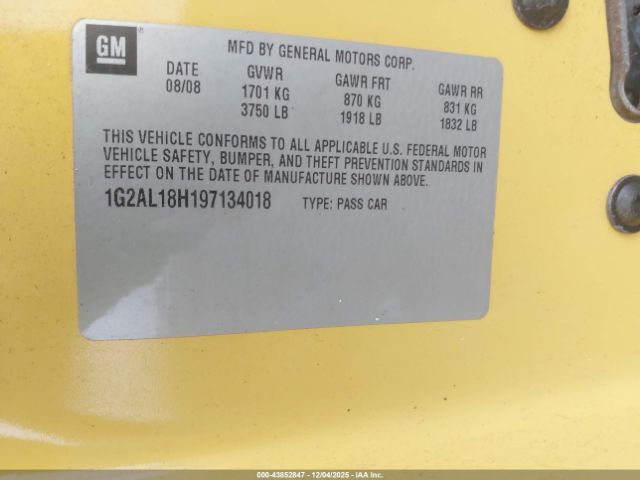 GM
MFD BY GENERAL MOTORS CORP.
DATE GVWR GAWR FRT GAWR RR
08/08 1701 KG 870 KG 831 KG
3750 LB 1918 LB 1832 LB
THIS VEHICLE CONFORMS TO ALL APPLICABLE U.S. FEDERAL MOTOR
VEHICLE SAFETY, BUMPER, AND THEFT PREVENTION STANDARDS IN
EFFECT ON THE DATE OF MANUFACTURE SHOWN ABOVE.
1G2AL18H197134018 TYPE: PASS CAR
000-43852847 - 12/04/2025 - IAA Inc.